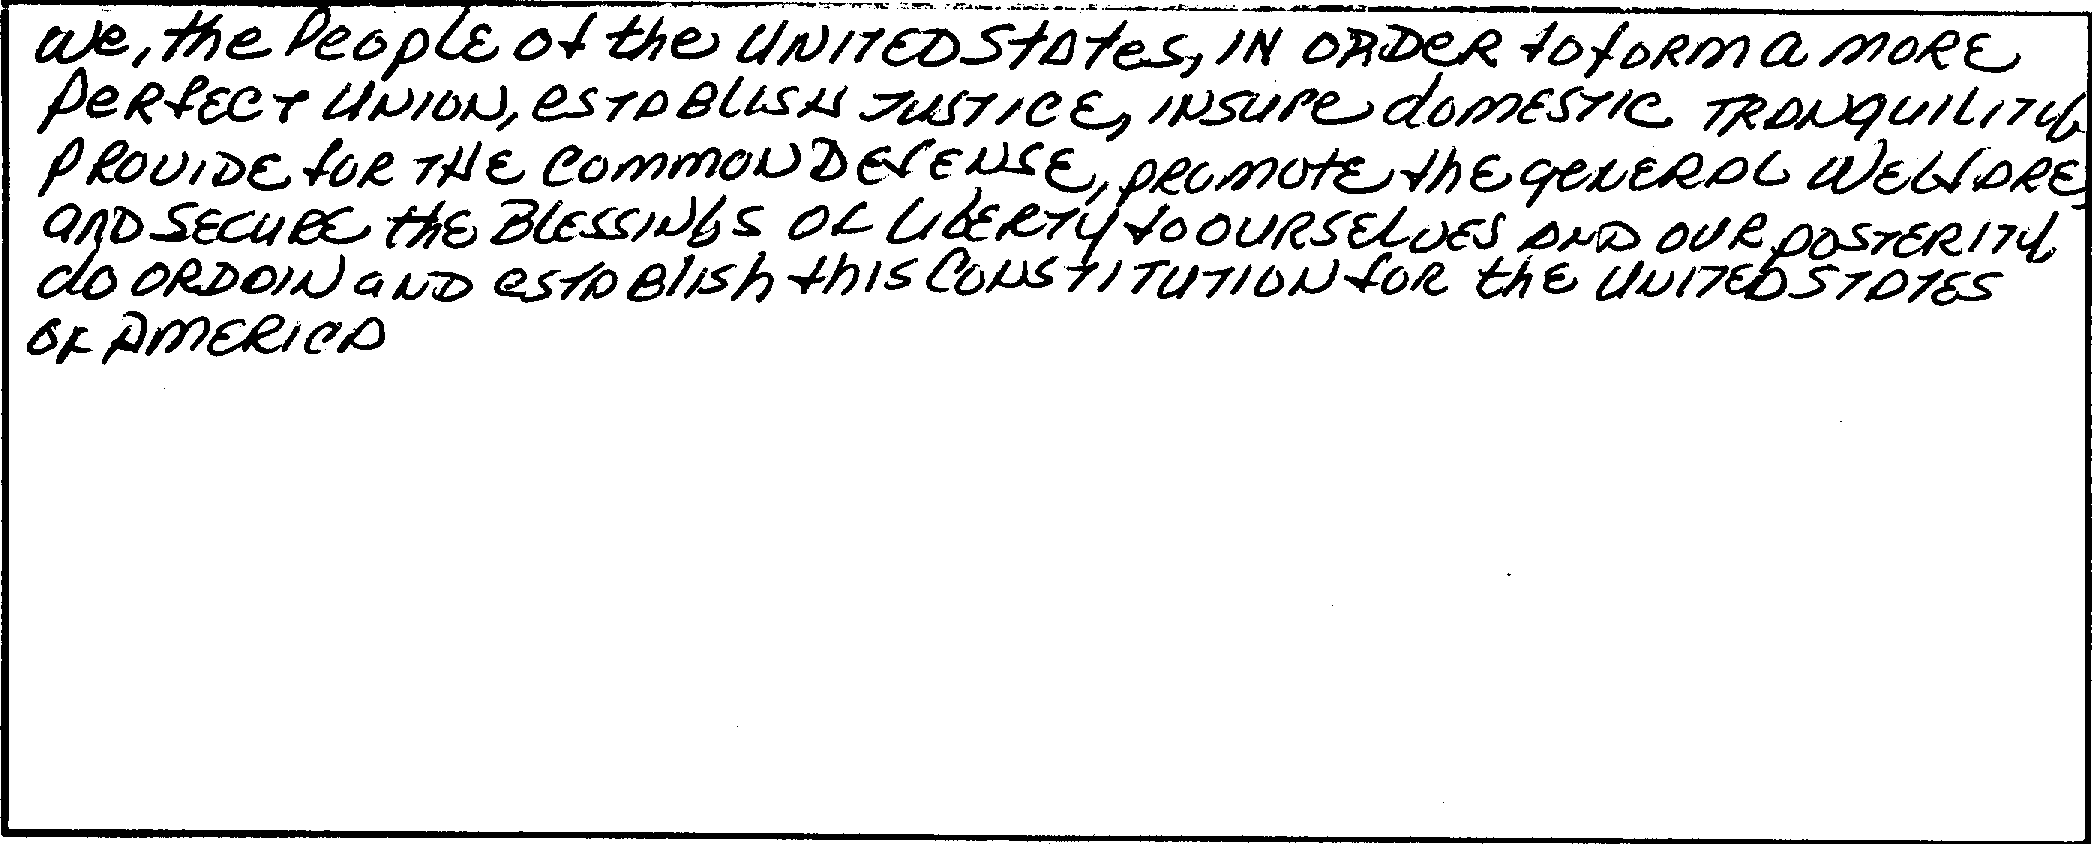 We, the People of the United States, in order to form a more
perfect Union, establish Justice, insure domestic Tranquility
provide for the common Defense, promote the general Welfare,
and secure the Blessings of Liberty to ourselves and our posterity
do ordain and establish this Constitution for the United States
of America